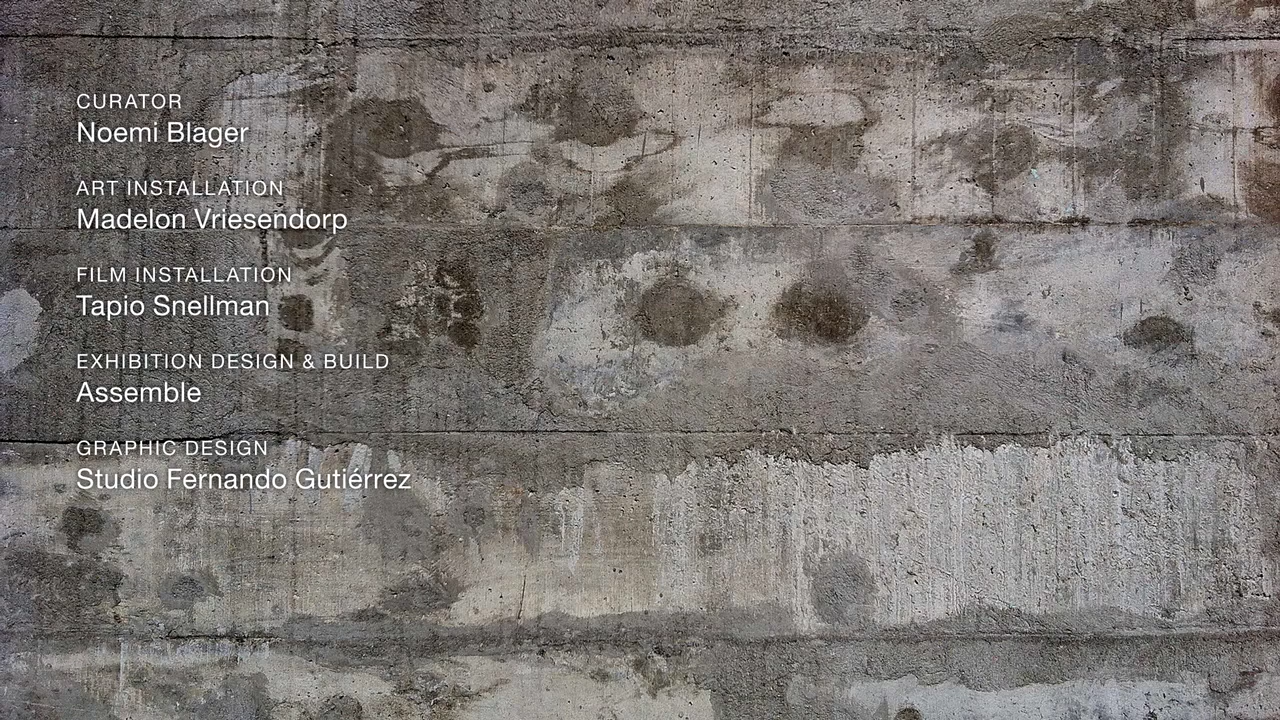 CURATOR
Noemi Blager
ART INSTALLATION
Madelon Vriesendorp
FILM INSTALLATION
Tapio Snellman
EXHIBITION DESIGN & BUILD
Assemble
GRAPHIC DESIGN
Studio Fernando Gutiérrez